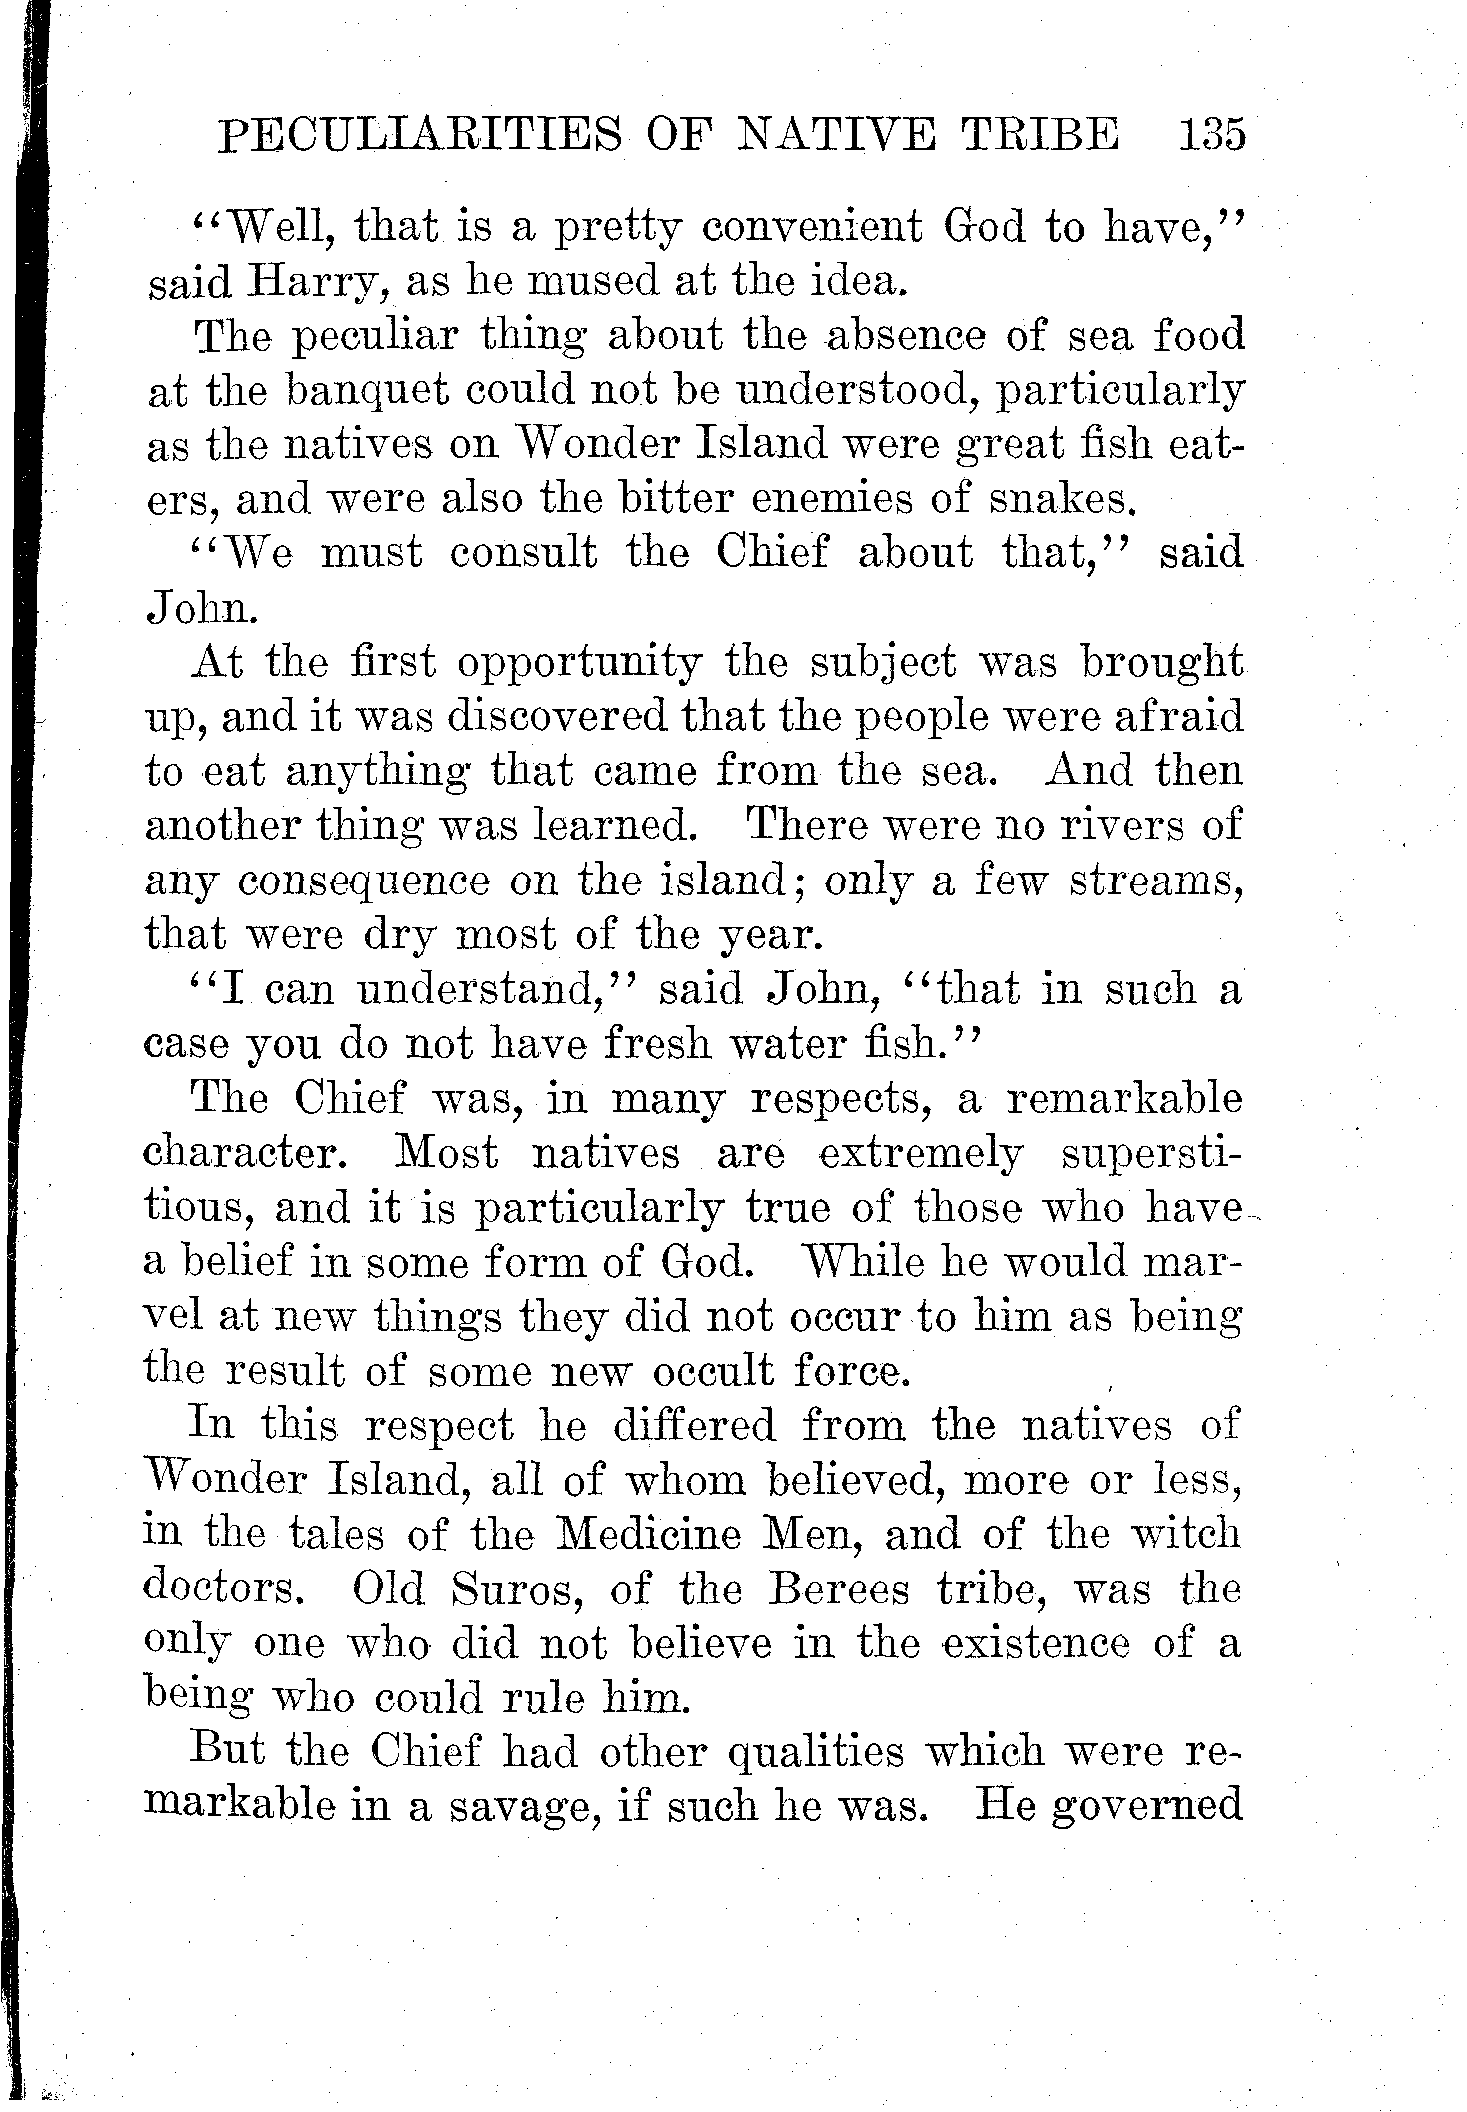 PECULIARITIES OF NATIVE TRIBE 135
"Well, that is a pretty convenient God to have,"
said Harry, as he mused at the idea.
The peculiar thing about the absence of sea food
at the banquet could not be understood, particularly
as the natives on Wonder Island were great fish eat-
ers, and were also the bitter enemies of snakes.
"We must consult the Chief about that," said
John.
At the first opportunity the subject was brought
up, and it was discovered that the people were afraid
to eat anything that came from the sea. And then
another thing was learned. There were no rivers of
any consequence on the island; only a few streams,
that were dry most of the year.
"I can understand," said John, "that in such a
case you do not have fresh water fish."
The Chief was, in many respects, a remarkable
character. Most natives are extremely supersti-
tious, and it is particularly true of those who have
a belief in some form of God. While he would mar-
vel at new things they did not occur to him as being
the result of some new occult force.
In this respect he differed from the natives of
Wonder Island, all of whom believed, more or less,
in the tales of the Medicine Men, and of the witch
doctors. Old Suros, of the Berees tribe, was the
only one who did not believe in the existence of a
being who could rule him.
But the Chief had other qualities which were re-
markable in a savage, if such he was. He governed